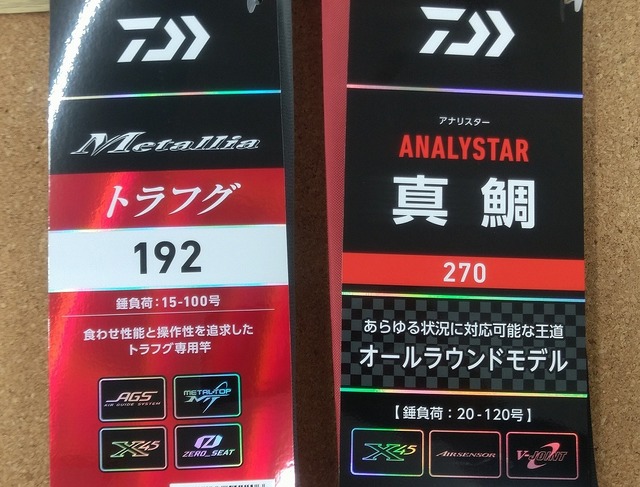 Metallia
トラフグ
192
錘負荷：15-100号
食わせ性能と操作性を追求した
トラフグ専用竿
AGS
AIR GUIDE SYSTEM
METALTOP
MT
X45
ZERO_SEAT
アナリスター
ANALYSTAR
真鯛
270
あらゆる状況に対応可能な王道
オールラウンドモデル
【錘負荷：20-120号】
X45
AIRSENSOR
V-JOINT